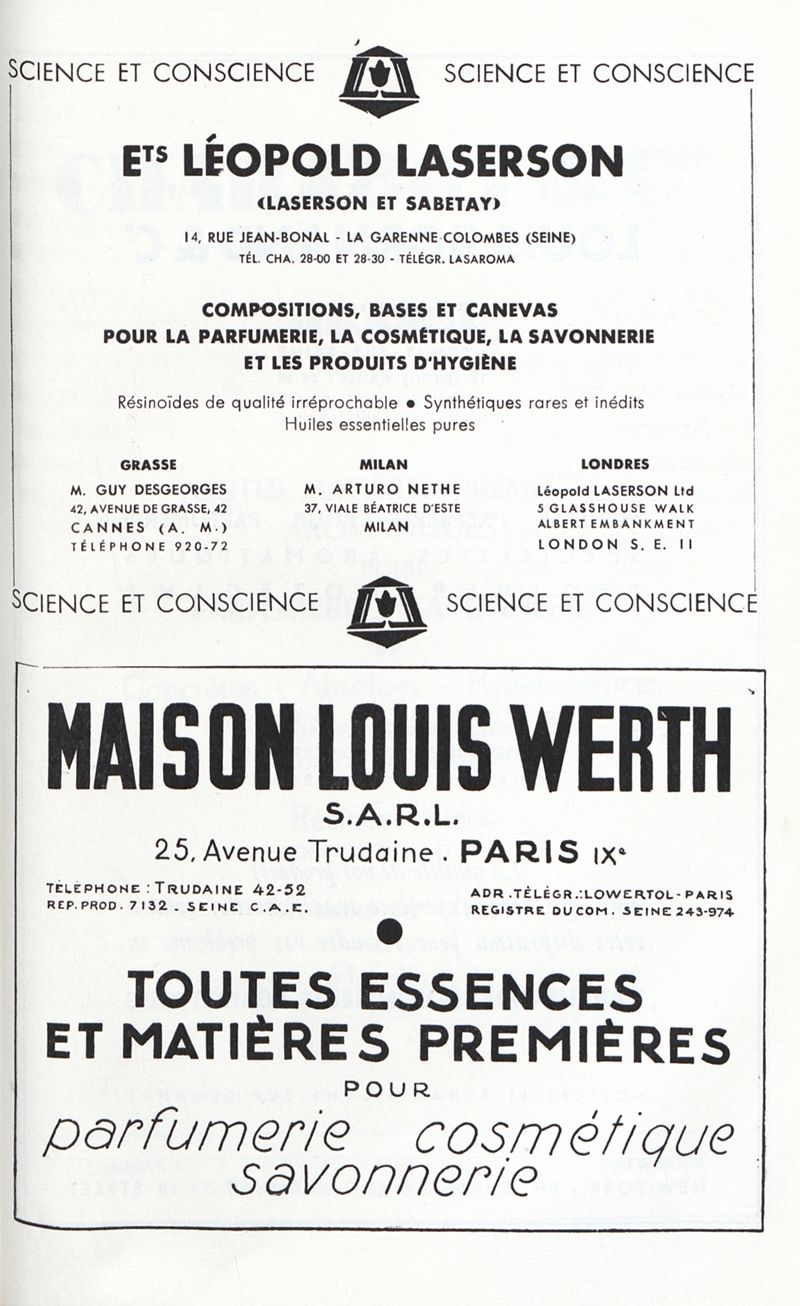 SCIENCE ET CONSCIENCE SCIENCE ET CONSCIENCE
ETS LÉOPOLD LASERSON
(LASERSON ET SABETAY)
14, RUE JEAN-BONAL - LA GARENNE-COLOMBES (SEINE)
TÉL. CHA. 28-00 ET 28-30 - TÉLÉGR. LASAROMA
COMPOSITIONS, BASES ET CANEVAS
POUR LA PARFUMERIE, LA COSMÉTIQUE, LA SAVONNERIE
ET LES PRODUITS D'HYGIÈNE
Résinoïdes de qualité irréprochable • Synthétiques rares et inédits
Huiles essentielles pures
GRASSE
M. GUY DESGEORGES
42, AVENUE DE GRASSE, 42
CANNES (A. M.)
TÉLÉPHONE 920-72
MILAN
M. ARTURO NETHE
37, VIALE BÉATRICE D'ESTE
MILAN
LONDRES
Léopold LASERSON Ltd
5 GLASSHOUSE WALK
ALBERT EMBANKMENT
LONDON S. E. 11
SCIENCE ET CONSCIENCE SCIENCE ET CONSCIENCE
MAISON LOUIS WERTH
S.A.R.L.
25, Avenue Trudaine. PARIS IXe
TÉLÉPHONE : TRUDAINE 42-52
REP. PROD. 7132 - SEINE C.A.E.
ADR. TÉLÉGR.: LOWERTOL - PARIS
REGISTRE DU COM. SEINE 243-974
TOUTES ESSENCES
ET MATIÈRES PREMIÈRES
POUR
parfumerie cosmétique
savonnerie